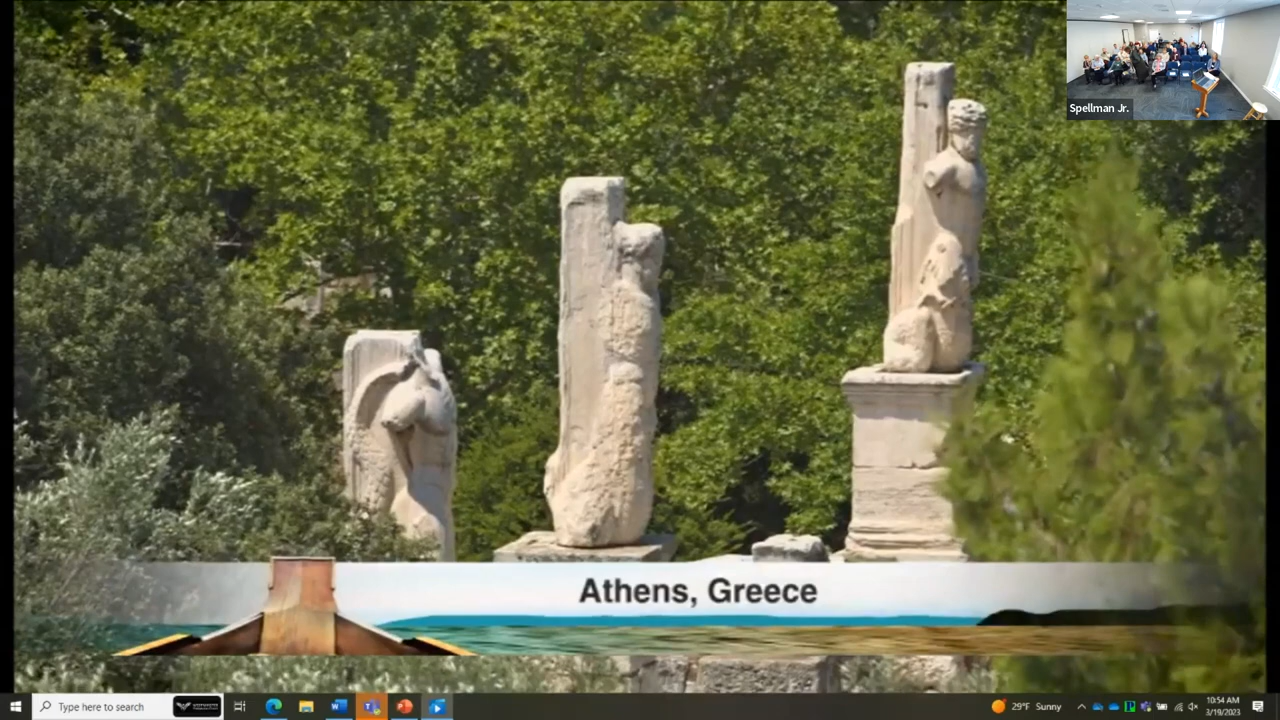 Spellman Jr.
Athens, Greece
Type here to search
29°F Sunny
10:54 AM
3/19/2023